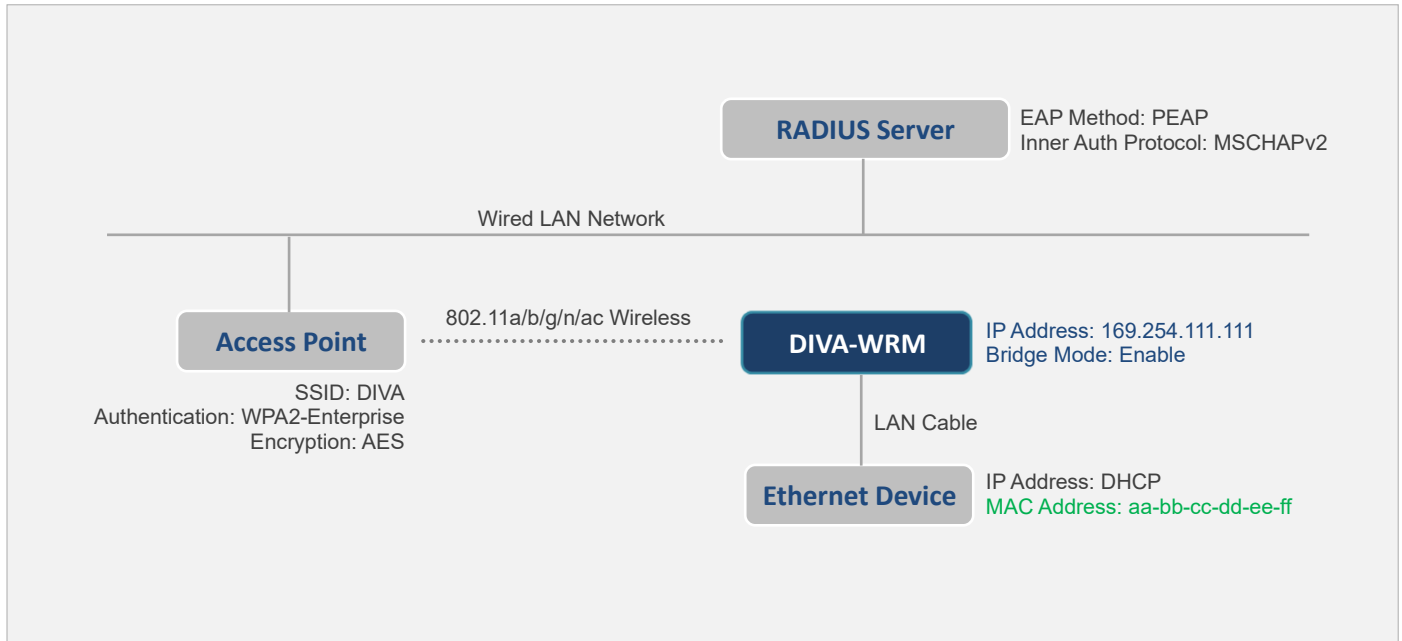 RADIUS Server
EAP Method: PEAP
Inner Auth Protocol: MSCHAPv2
Wired LAN Network
Access Point
802.11a/b/g/n/ac Wireless
DIVA-WRM
IP Address: 169.254.111.111
Bridge Mode: Enable
SSID: DIVA
Authentication: WPA2-Enterprise
Encryption: AES
LAN Cable
Ethernet Device
IP Address: DHCP
MAC Address: aa-bb-cc-dd-ee-ff